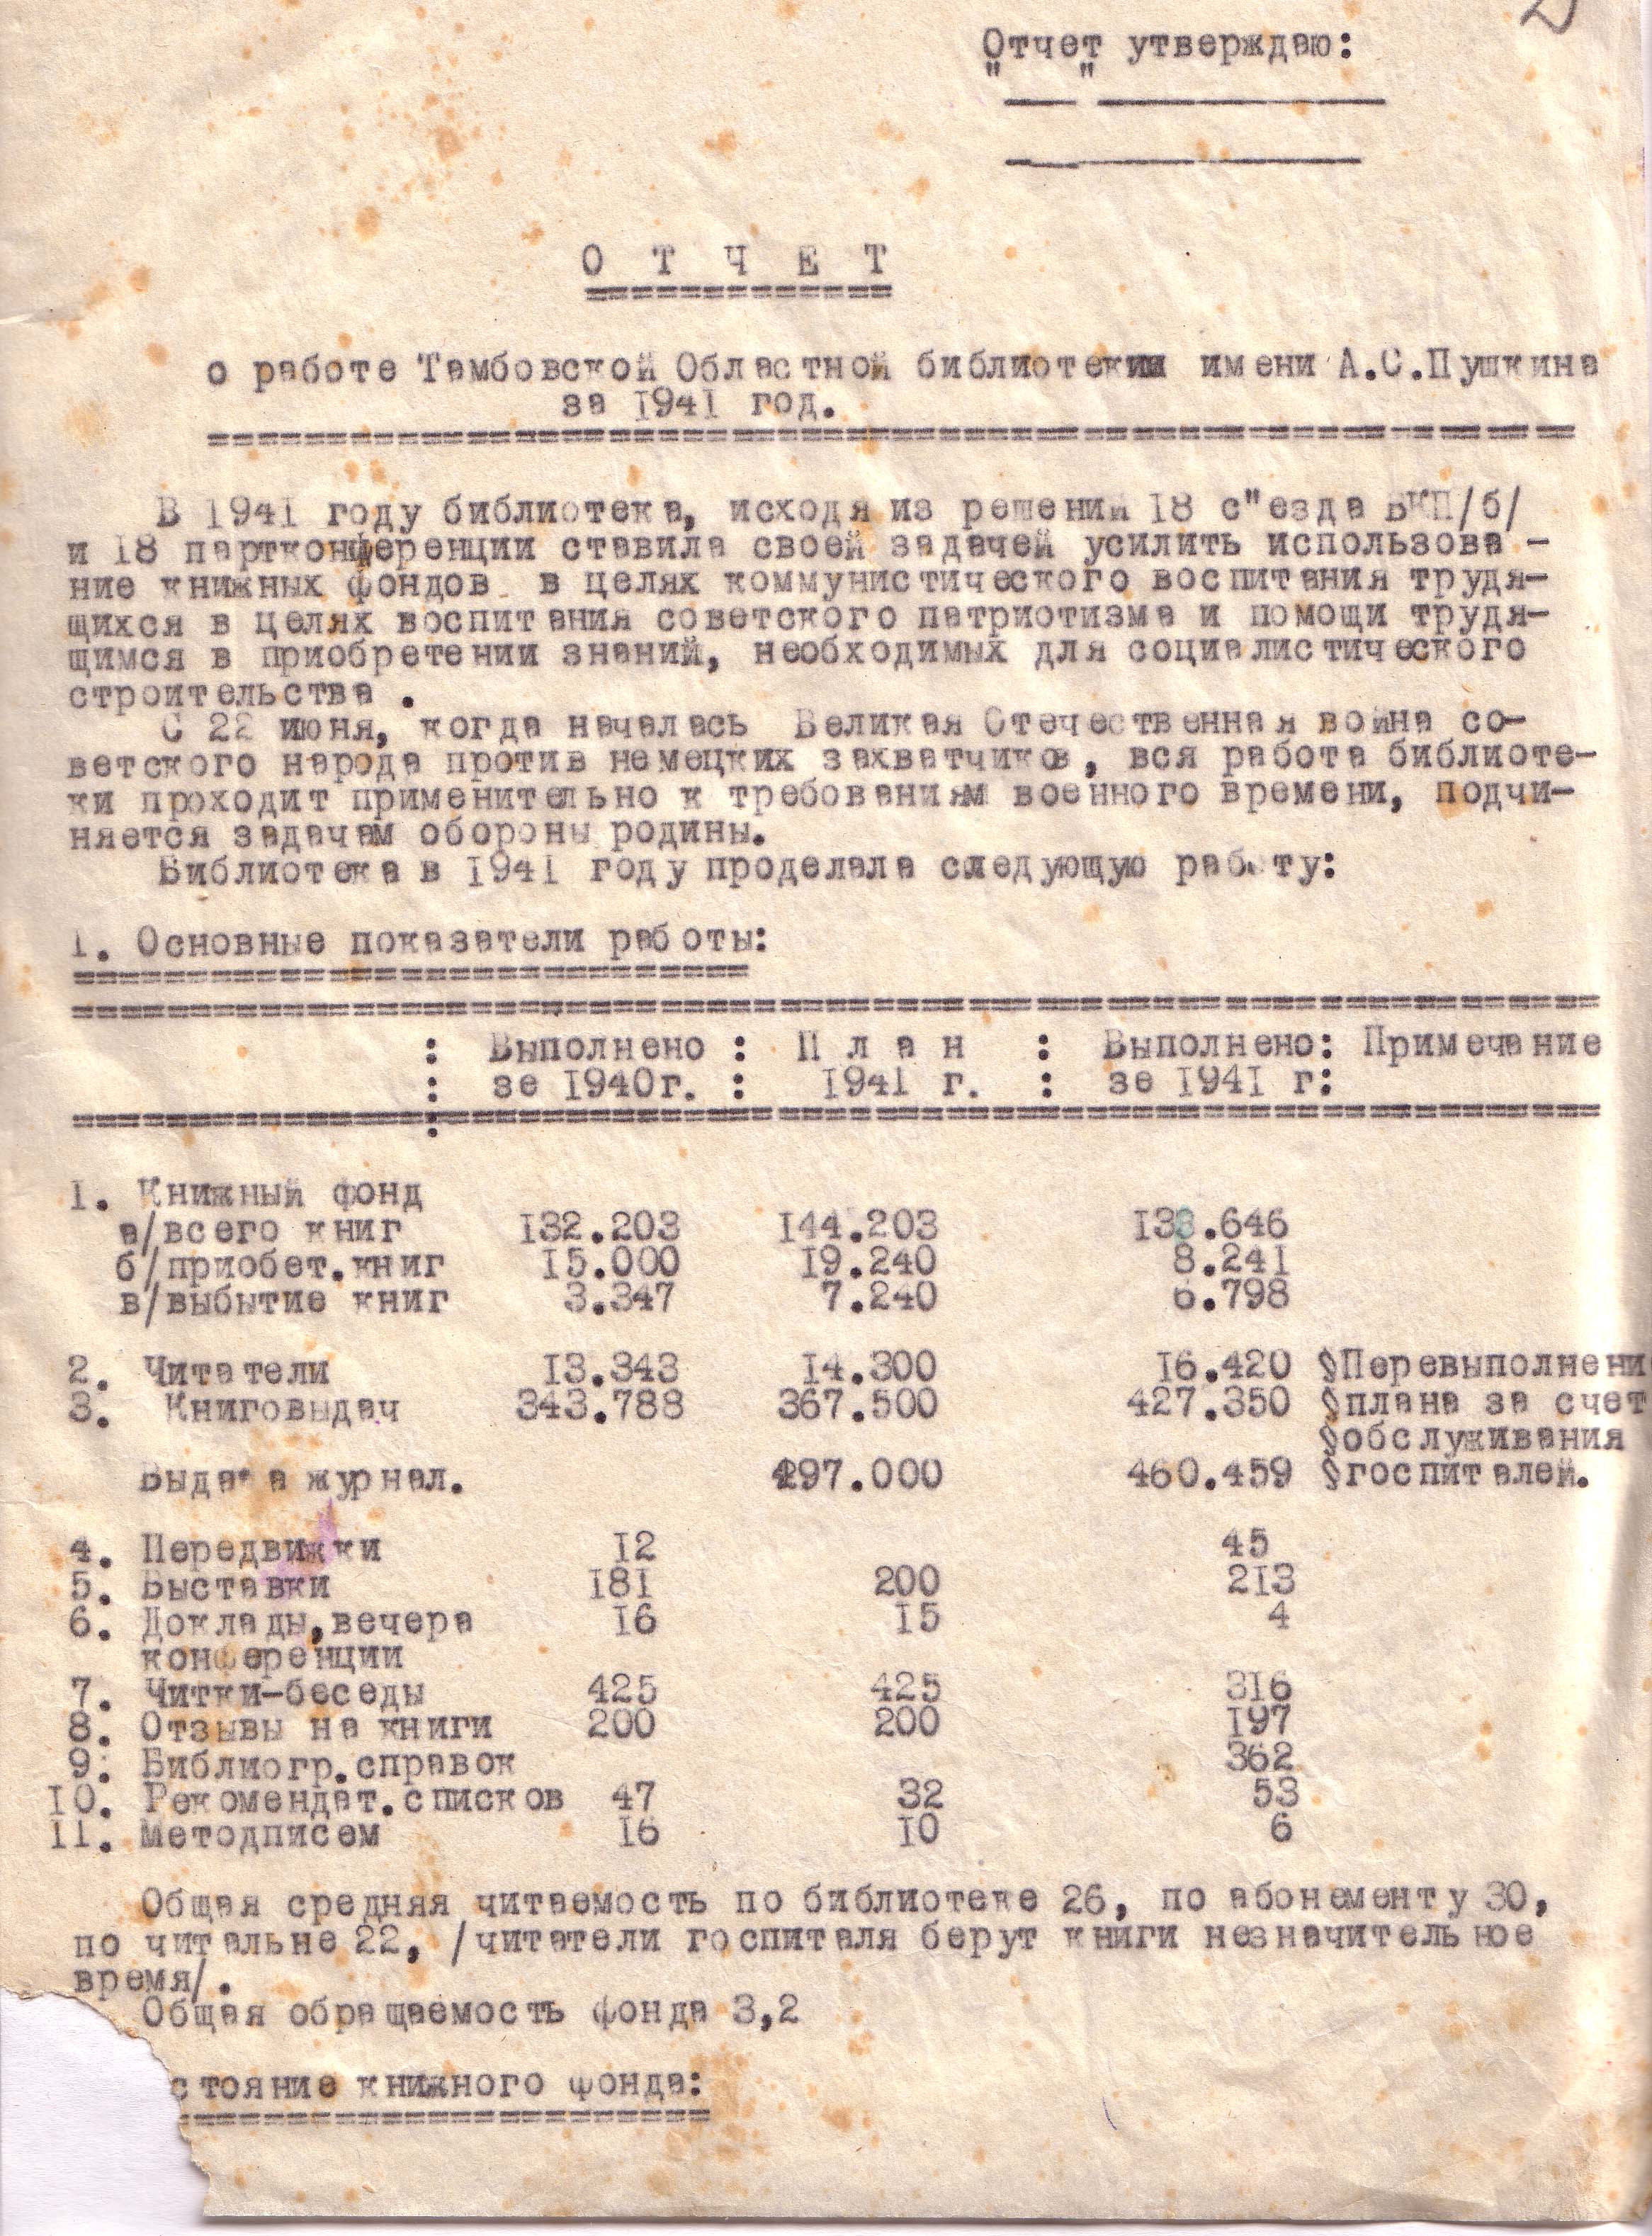 Отчет утверждаю:
" "
О Т Ч Е Т
о работе Тамбовской Областной библиотекии имени А.С.Пушкина
за 1941 год.
В 1941 году библиотека, исходя из решений 18 с"езда ВКП/б/
и 18 партконференции ставила своей задачей усилить использова -
ние книжных фондов в целях коммунистического воспитания трудя-
щихся в целях воспитания советского патриотизма и помощи трудя-
щимся в приобретении знаний, необходимых для социалистического
строительства .
С 22 июня, когда началась Великая Отечественная война со-
ветского народа против немецких захватчиков, вся работа библиоте-
ки проходит применительно к требованиям военного времени, подчи-
няется задачам обороны родины.
Библиотека в 1941 году проделала следующую работу:
1. Основные показатели работы:
: Выполнено : П л а н : Выполнено: Примечание
: зе 1940г. : 1941 г. : зе 1941 г:
1. Книжный фонд
а/всего книг 132.203 144.203 133.646
б/приобет.книг 15.000 19.240 8.241
в/выбытие книг 3.347 7.240 6.798
2. Читатели 13.343 14.300 16.420 §Перевыполнени
3. Книговыдач 343.788 367.500 427.350 §плана за счет
§обслуживания
Выдача журнал. 497.000 460.459 §госпиталей.
4. Передвижки 12 45
5. Выставки 181 200 213
6. Доклады,вечера 16 15 4
конференции
7. Читки-беседы 425 425 316
8. Отзывы на книги 200 200 197
9. Библиогр.справок 362
10. Рекомендат.списков 47 32 53
11. Методписем 16 10 6
Общая средняя читаемость по библиотеке 26, по абонементу 30,
по читальне 22, /читатели госпиталя берут книги незначительное
время/.
Общая обращаемость фонда 3,2
стояние книжного фонда: